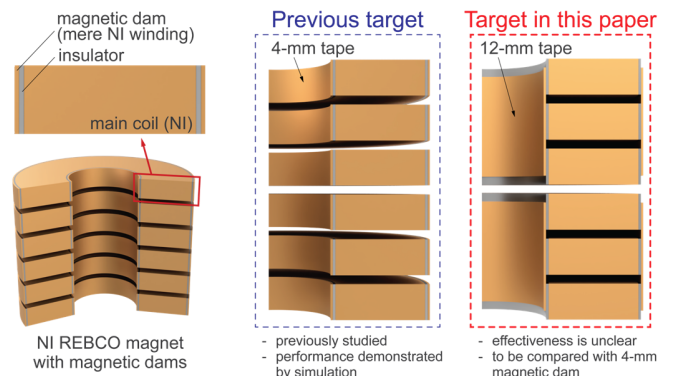 magnetic dam
(mere NI winding)
insulator
main coil (NI)
NI REBCO magnet
with magnetic dams
Previous target
4-mm tape
- previously studied
- performance demonstrated
by simulation
Target in this paper
12-mm tape
- effectiveness is unclear
- to be compared with 4-mm
magnetic dam